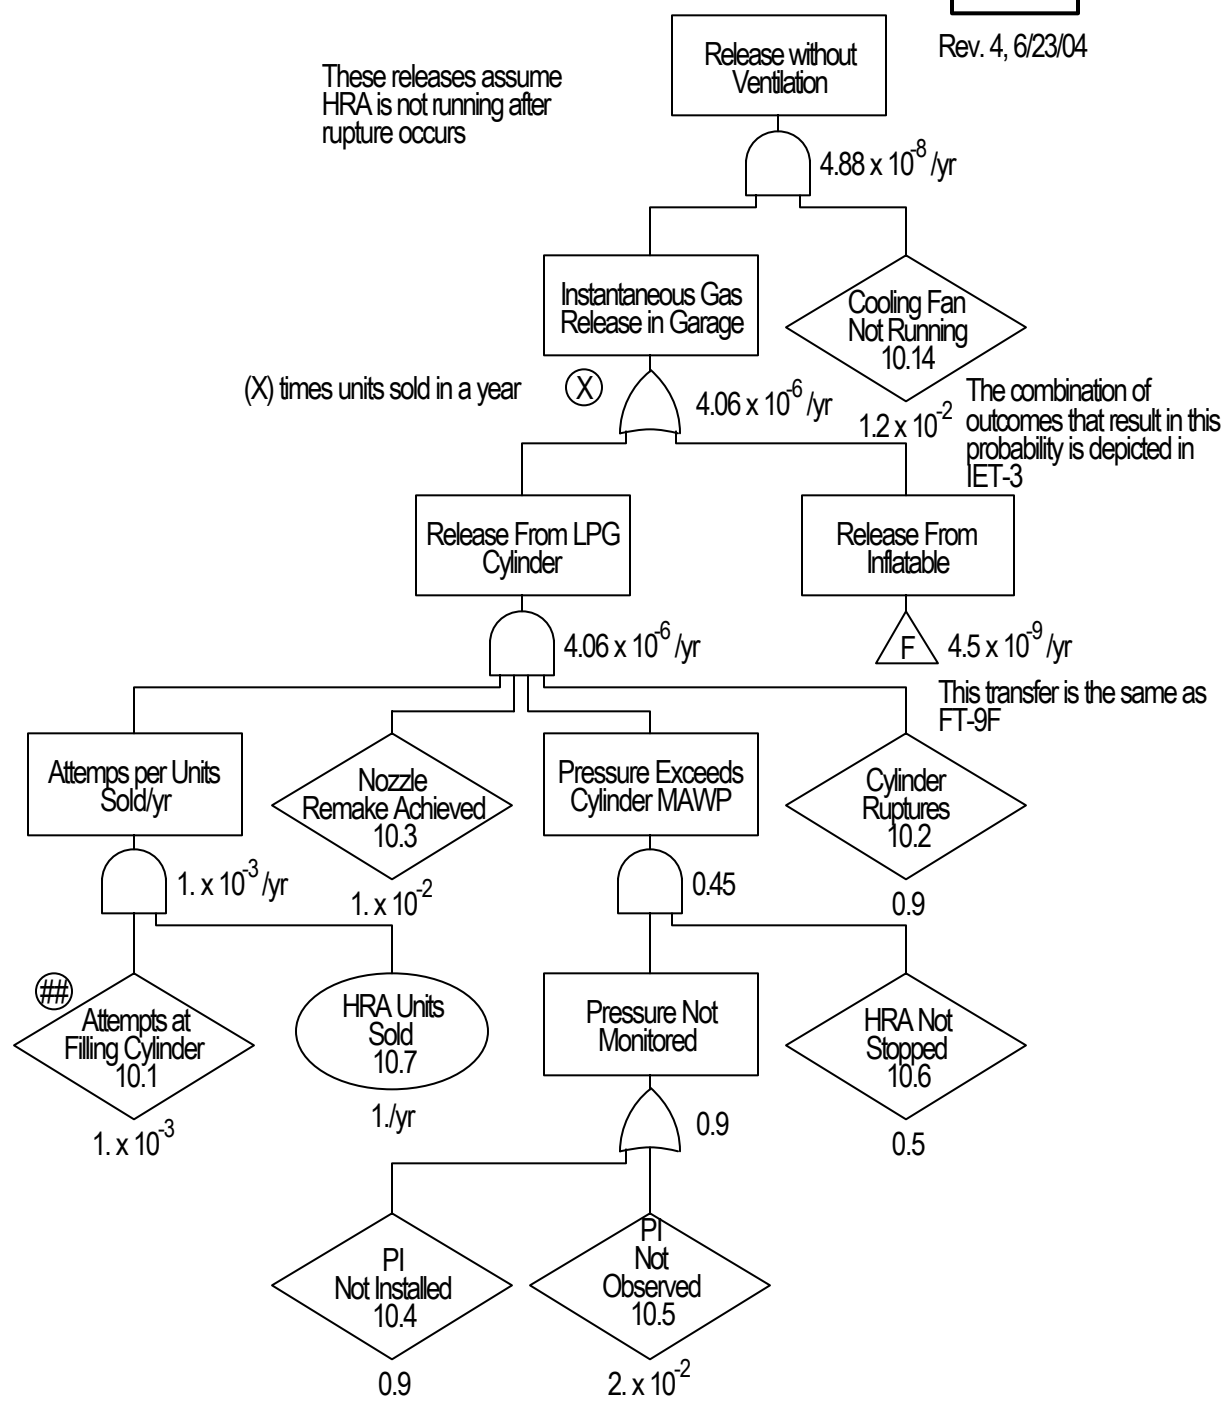 Rev. 4, 6/23/04
Release without
Ventilation
These releases assume
HRA is not running after
rupture occurs
4.88 x 10⁻⁸ /yr
Instantaneous Gas
Release in Garage
Cooling Fan
Not Running
10.14
(X) times units sold in a year
X
4.06 x 10⁻⁶ /yr
1.2 x 10⁻²
The combination of
outcomes that result in this
probability is depicted in
IET-3
Release From LPG
Cylinder
Release From
Inflatable
4.06 x 10⁻⁶ /yr
F
4.5 x 10⁻⁹ /yr
This transfer is the same as
FT-9F
Attemps per Units
Sold/yr
Nozzle
Remake Achieved
10.3
Pressure Exceeds
Cylinder MAWP
Cylinder
Ruptures
10.2
1. x 10⁻³ /yr
1. x 10⁻²
0.45
0.9
##
Attempts at
Filling Cylinder
10.1
HRA Units
Sold
10.7
Pressure Not
Monitored
HRA Not
Stopped
10.6
1. x 10⁻³
1./yr
0.9
0.5
PI
Not Installed
10.4
PI
Not
Observed
10.5
0.9
2. x 10⁻²